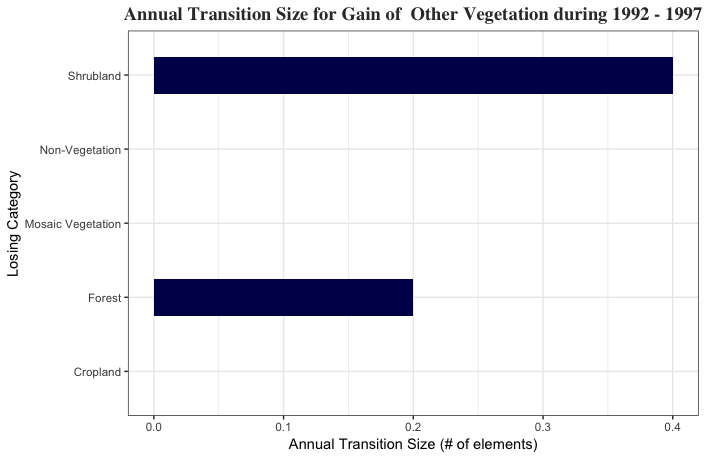 Annual Transition Size for Gain of  Other Vegetation during 1992 - 1997
Losing Category
Shrubland
Non-Vegetation
Mosaic Vegetation
Forest
Cropland
0.0 0.1 0.2 0.3 0.4
Annual Transition Size (# of elements)